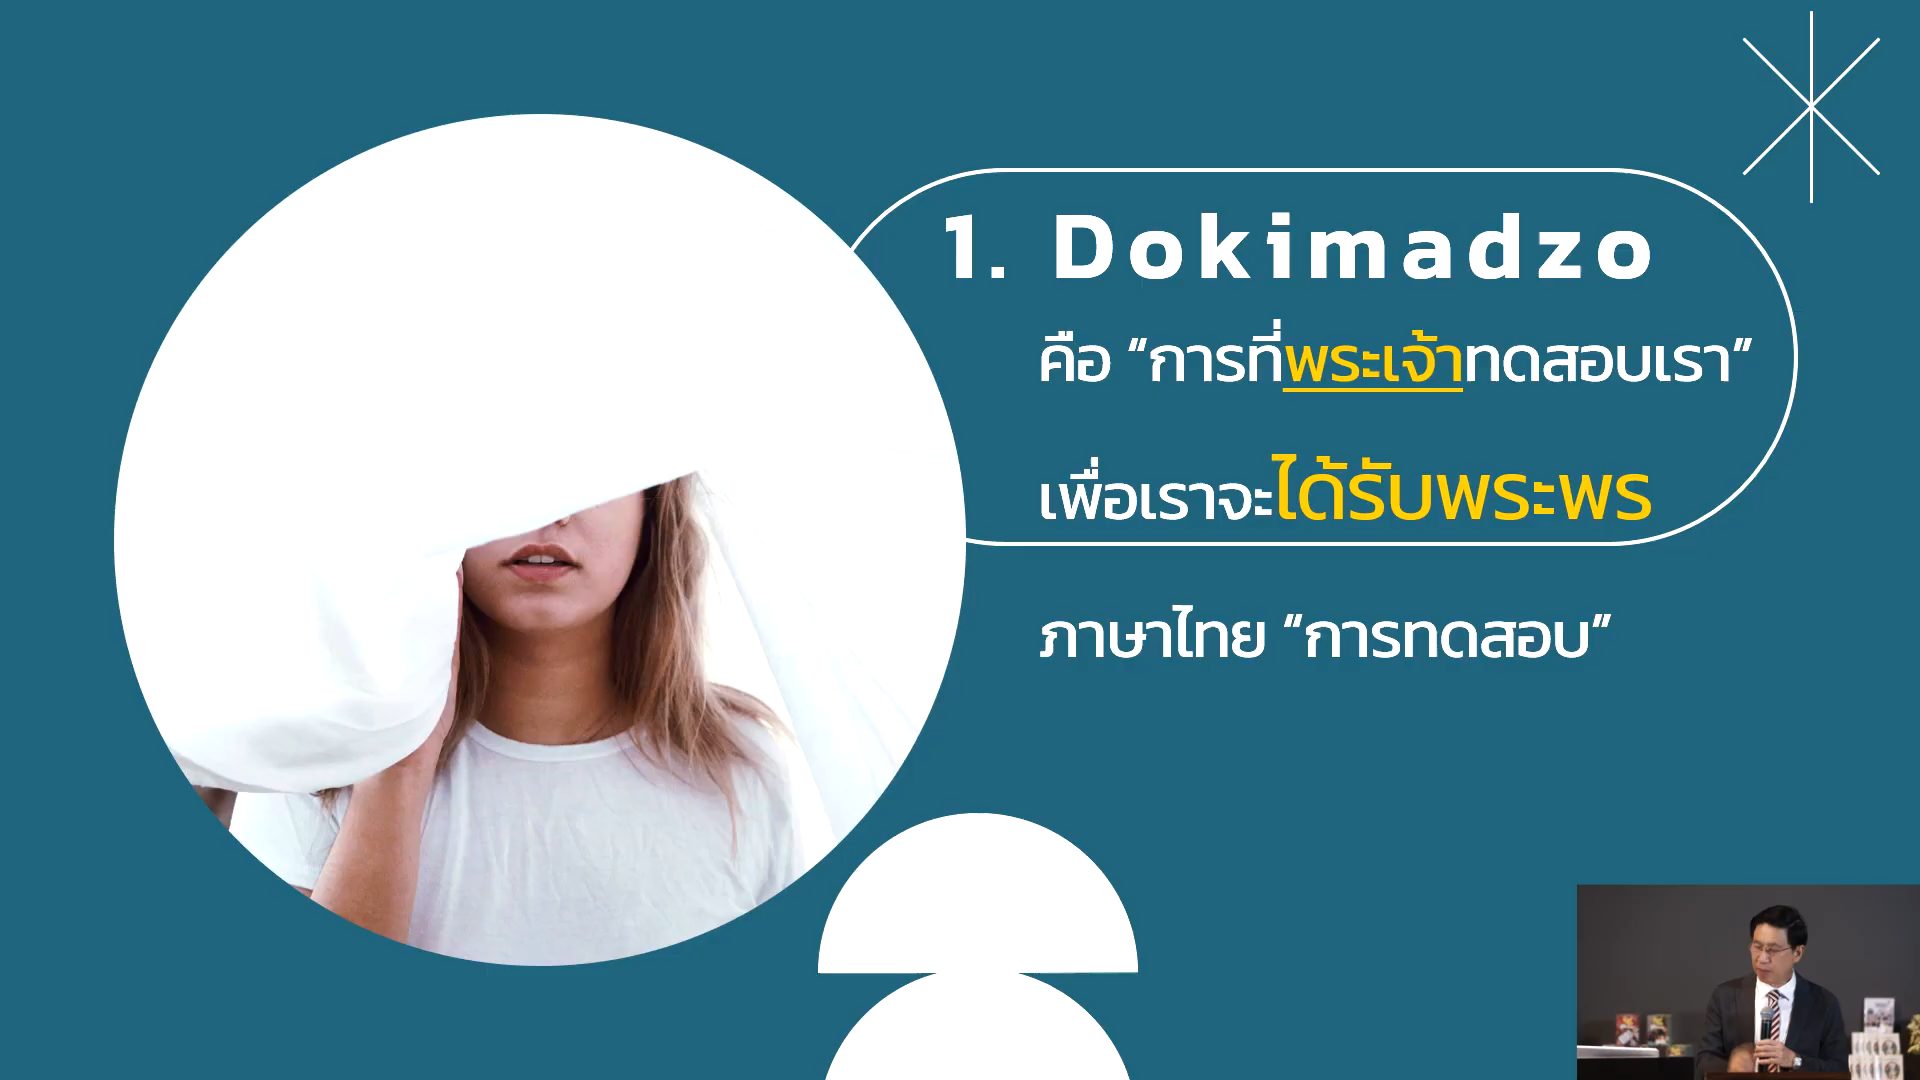 1. Dokimadzo
คือ “การที่พระเจ้าทดสอบเรา”
เพื่อเราจะได้รับพระพร
ภาษาไทย “การทดสอบ”